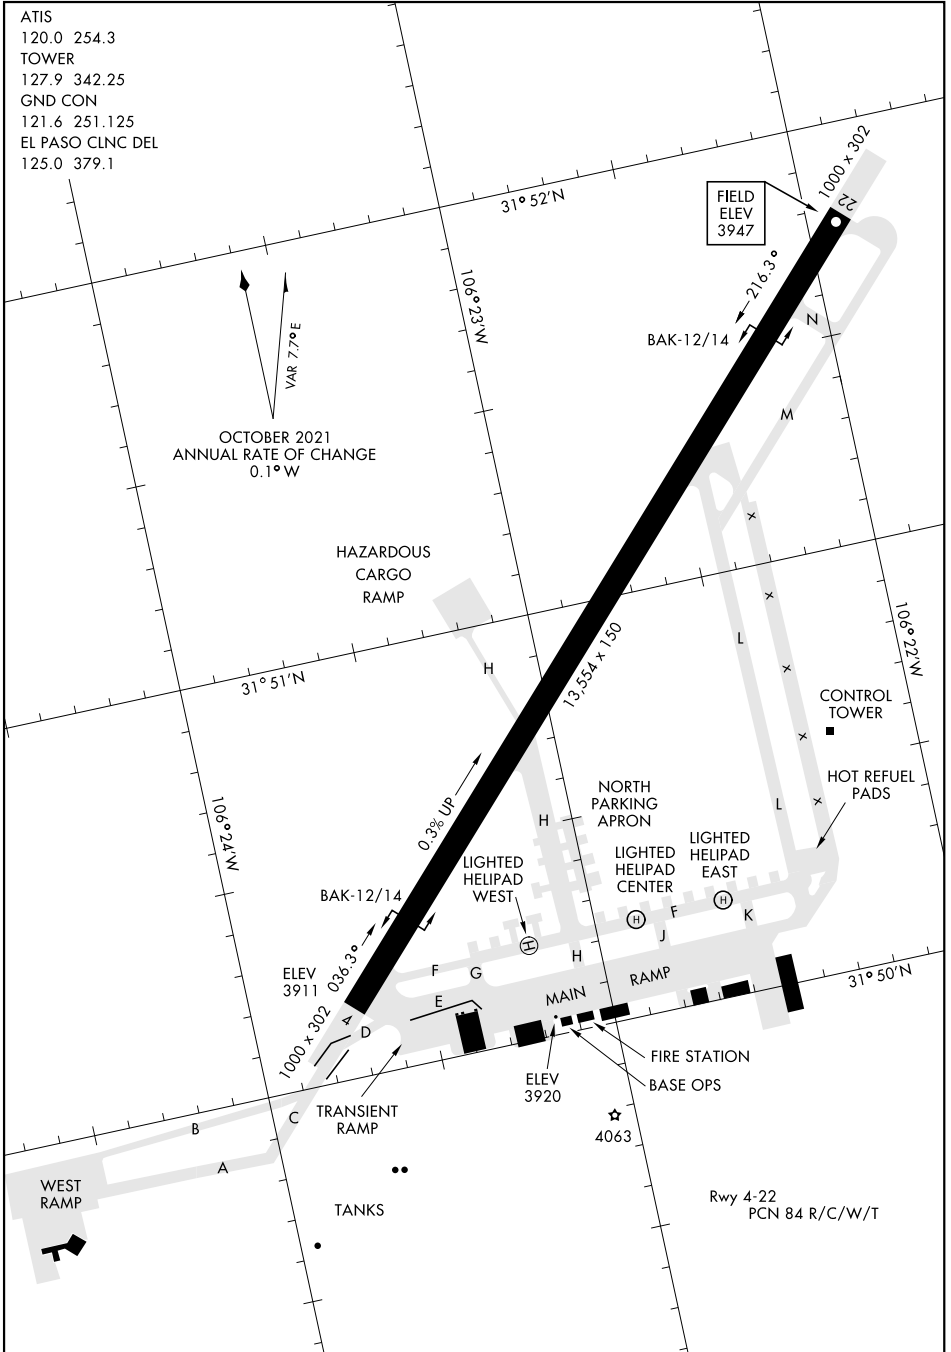 ATIS
120.0 254.3
TOWER
127.9 342.25
GND CON
121.6 251.125
EL PASO CLNC DEL
125.0 379.1
1000 x 302
22
FIELD
ELEV
3947
31°52'N
216.3°
106°23'W
VAR 7.7° E
N
BAK-12/14
M
OCTOBER 2021
ANNUAL RATE OF CHANGE
0.1° W
x
HAZARDOUS
CARGO
RAMP
x
106°22'W
L
13,554 x 150
H
x
31°51'N
CONTROL
TOWER
x
HOT REFUEL
PADS
NORTH
PARKING
APRON
L
x
106°24'W
0.3% UP
H
LIGHTED
HELIPAD
WEST
LIGHTED
HELIPAD
CENTER
LIGHTED
HELIPAD
EAST
BAK-12/14
H
H
H
F
K
J
036.3°
H
F
G
ELEV
3911
MAIN
RAMP
31°50'N
E
4
D
1000 x 302
FIRE STATION
BASE OPS
ELEV
3920
C
TRANSIENT
RAMP
4063
B
A
WEST
RAMP
TANKS
Rwy 4-22
PCN 84 R/C/W/T